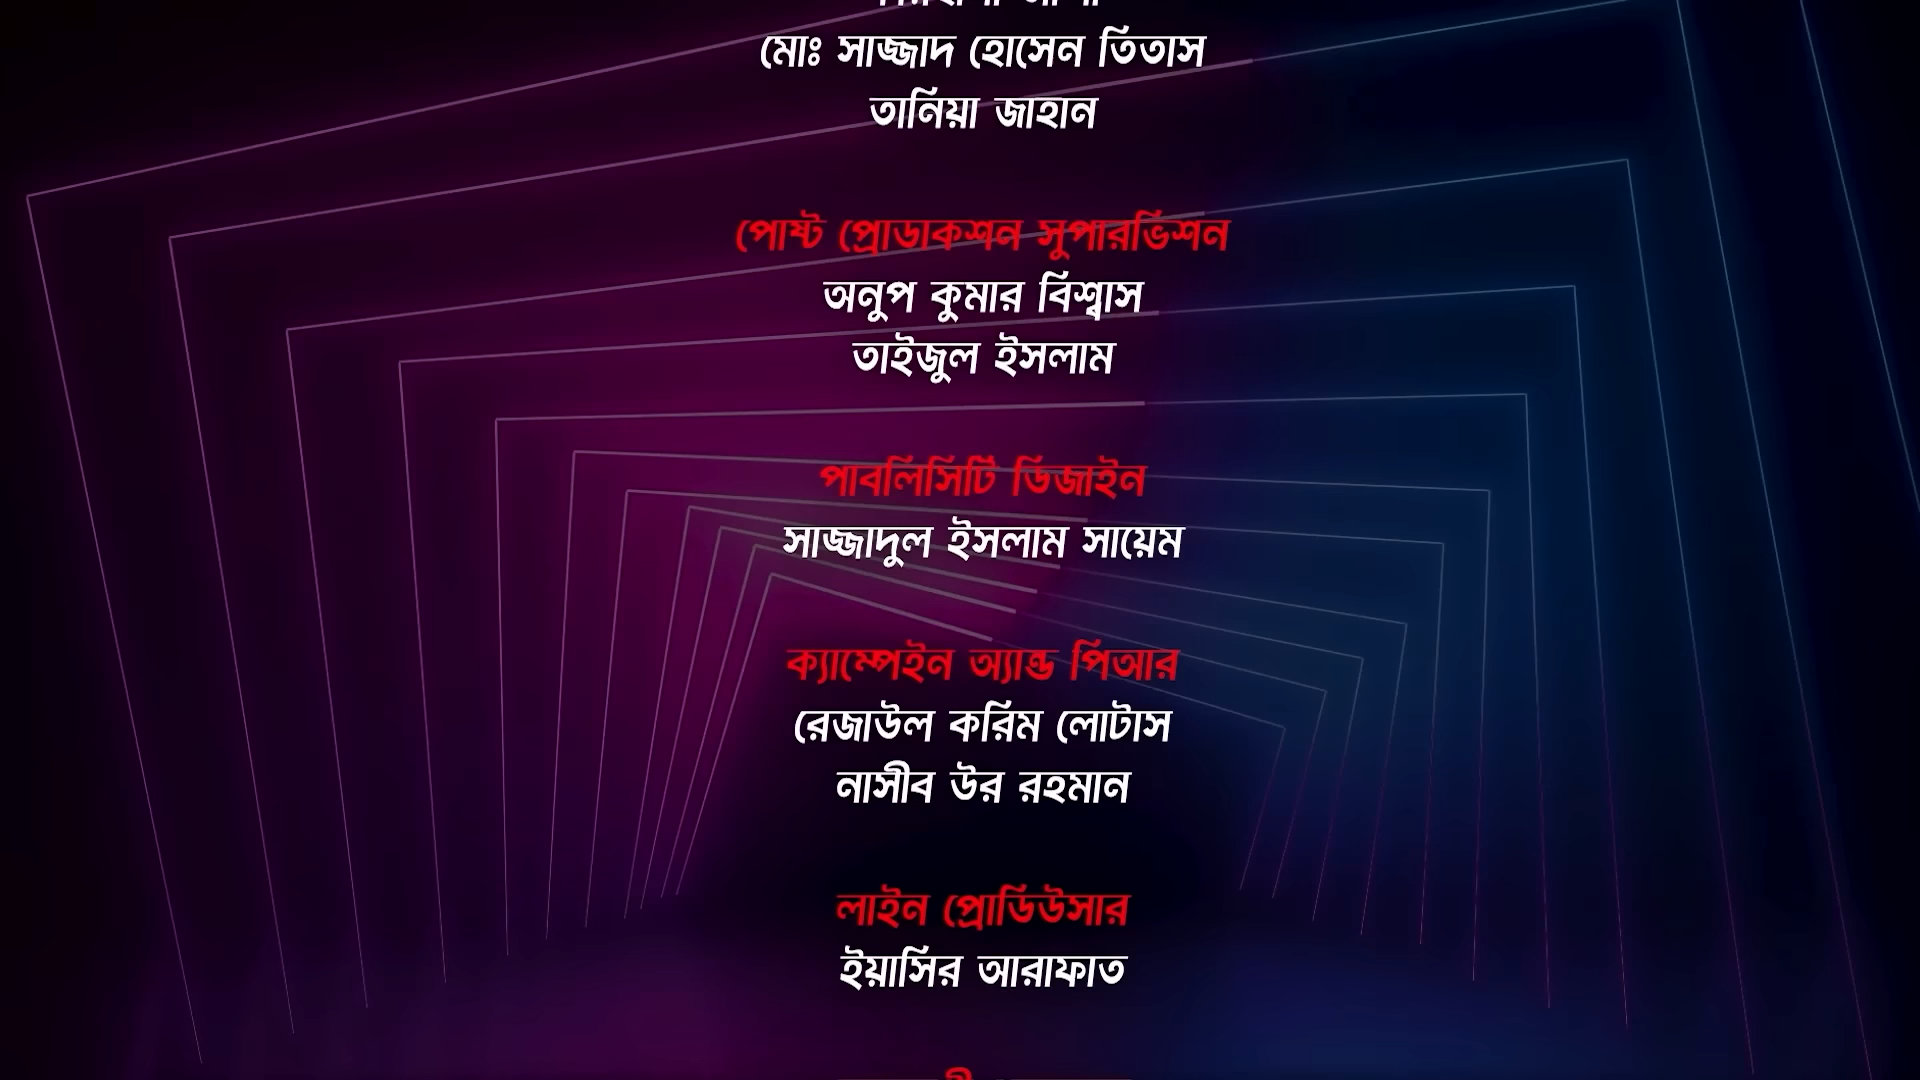 মোঃ সাজ্জাদ হোসেন তিতাস
তানিয়া জাহান
পোষ্ট প্রোডাকশন সুপারভিশন
অনুপ কুমার বিশ্বাস
তাইজুল ইসলাম
পাবলিসিটি ডিজাইন
সাজ্জাদুল ইসলাম সায়েম
ক্যাম্পেইন অ্যান্ড পিআর
রেজাউল করিম লোটাস
নাসীব উর রহমান
লাইন প্রোডিউসার
ইয়াসির আরাফাত